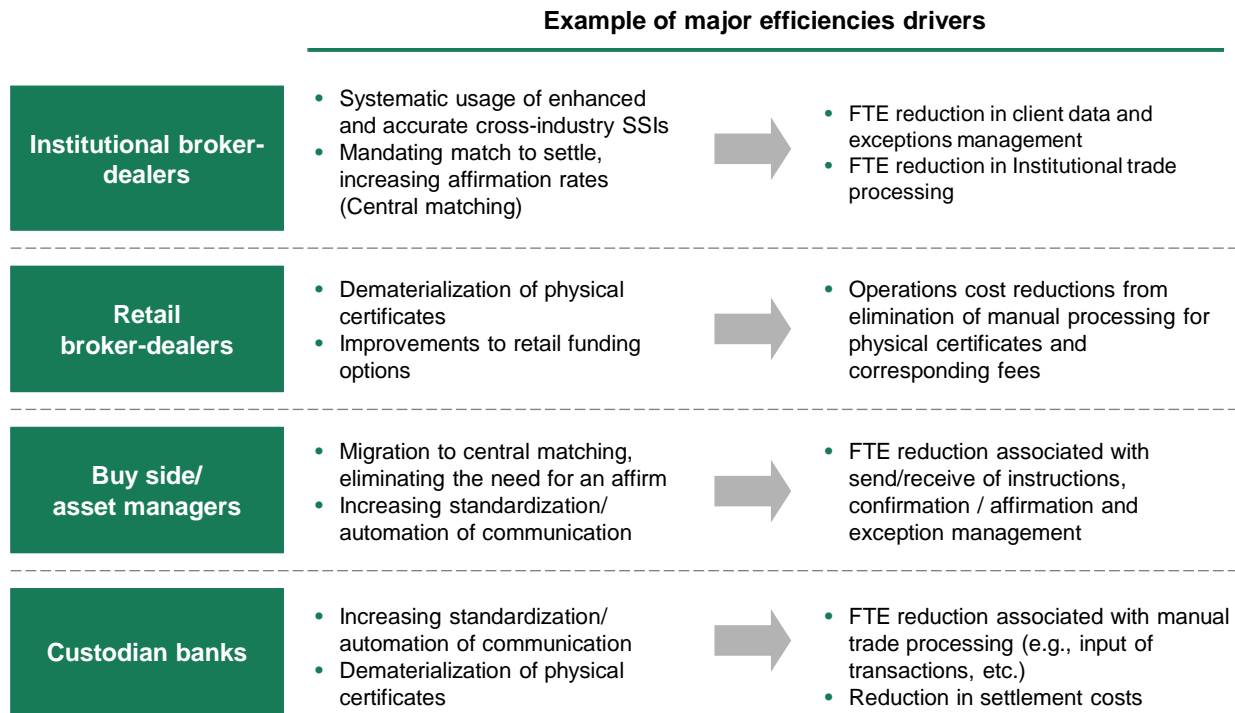 Example of major efficiencies drivers
Institutional broker-
dealers
• Systematic usage of enhanced
and accurate cross-industry SSIs
• Mandating match to settle,
increasing affirmation rates
(Central matching)
• FTE reduction in client data and
exceptions management
• FTE reduction in Institutional trade
processing
Retail
broker-dealers
• Dematerialization of physical
certificates
• Improvements to retail funding
options
• Operations cost reductions from
elimination of manual processing for
physical certificates and
corresponding fees
Buy side/
asset managers
• Migration to central matching,
eliminating the need for an affirm
• Increasing standardization/
automation of communication
• FTE reduction associated with
send/receive of instructions,
confirmation / affirmation and
exception management
Custodian banks
• Increasing standardization/
automation of communication
• Dematerialization of physical
certificates
• FTE reduction associated with manual
trade processing (e.g., input of
transactions, etc.)
• Reduction in settlement costs